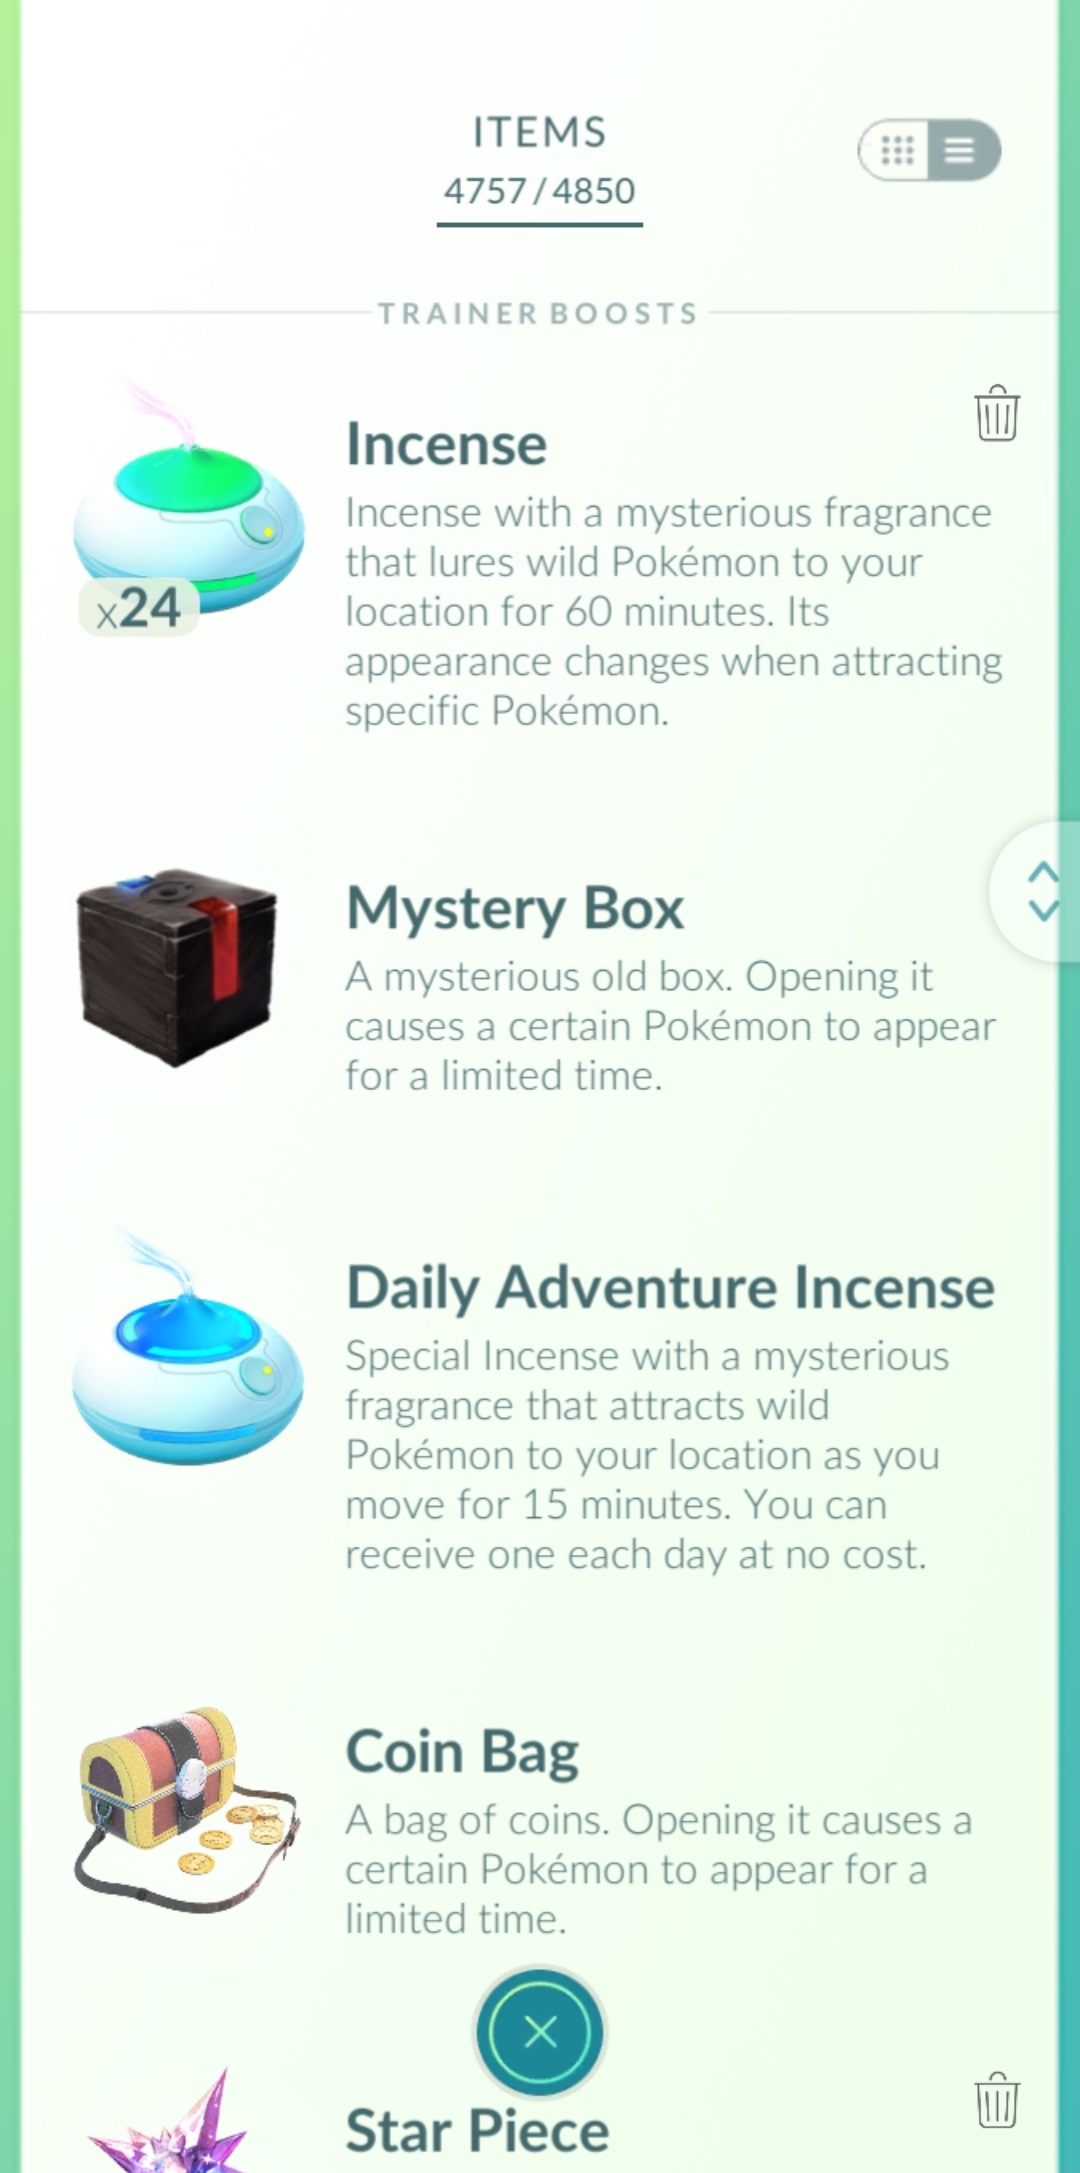 ITEMS
4757/4850
TRAINER BOOSTS
Incense
Incense with a mysterious fragrance
that lures wild Pokémon to your
location for 60 minutes. Its
appearance changes when attracting
specific Pokémon.
x24
Mystery Box
A mysterious old box. Opening it
causes a certain Pokémon to appear
for a limited time.
Daily Adventure Incense
Special Incense with a mysterious
fragrance that attracts wild
Pokémon to your location as you
move for 15 minutes. You can
receive one each day at no cost.
Coin Bag
A bag of coins. Opening it causes a
certain Pokémon to appear for a
limited time.
Star Piece